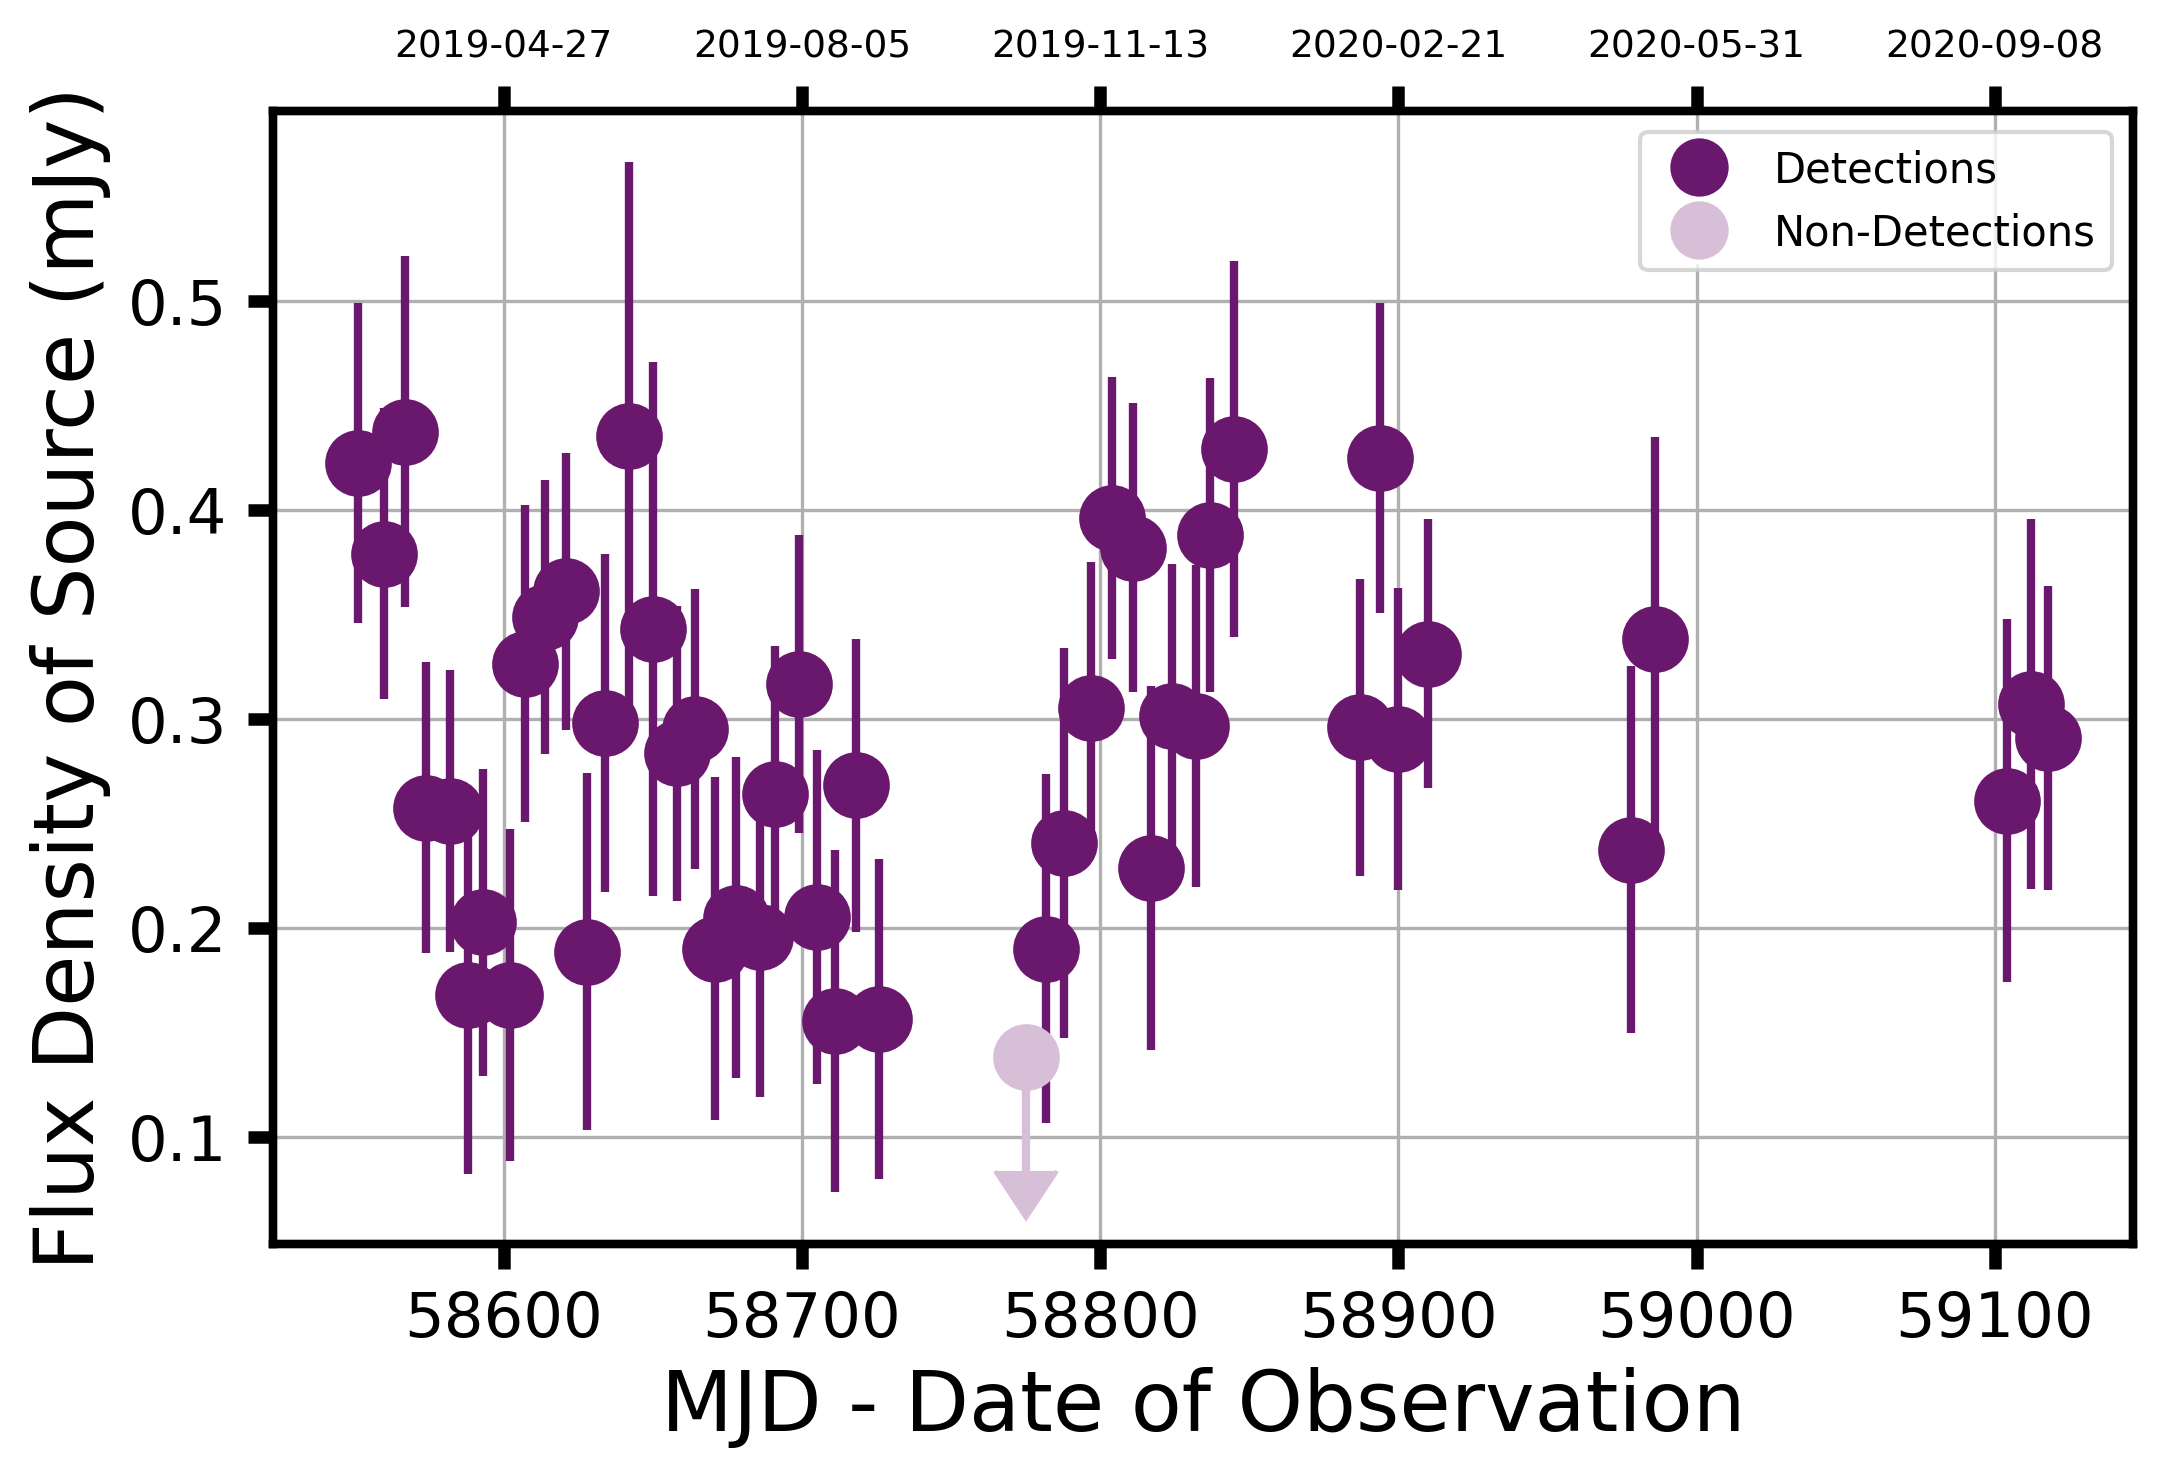 2019-04-27 2019-08-05 2019-11-13 2020-02-21 2020-05-31 2020-09-08
Detections
Non-Detections
Flux Density of Source (mJy)
0.5
0.4
0.3
0.2
0.1
58600 58700 58800 58900 59000 59100
MJD - Date of Observation